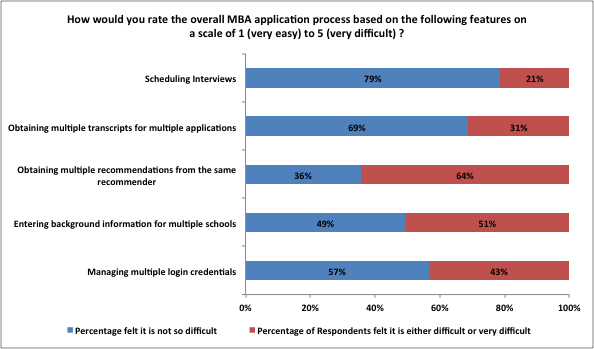 How would you rate the overall MBA application process based on the following features on
a scale of 1 (very easy) to 5 (very difficult) ?
Scheduling Interviews
79%
21%
Obtaining multiple transcripts for multiple applications
69%
31%
Obtaining multiple recommendations from the same
recommender
36%
64%
Entering background information for multiple schools
49%
51%
Managing multiple login credentials
57%
43%
0%
20%
40%
60%
80%
100%
Percentage felt it is not so difficult
Percentage of Respondents felt it is either difficult or very difficult